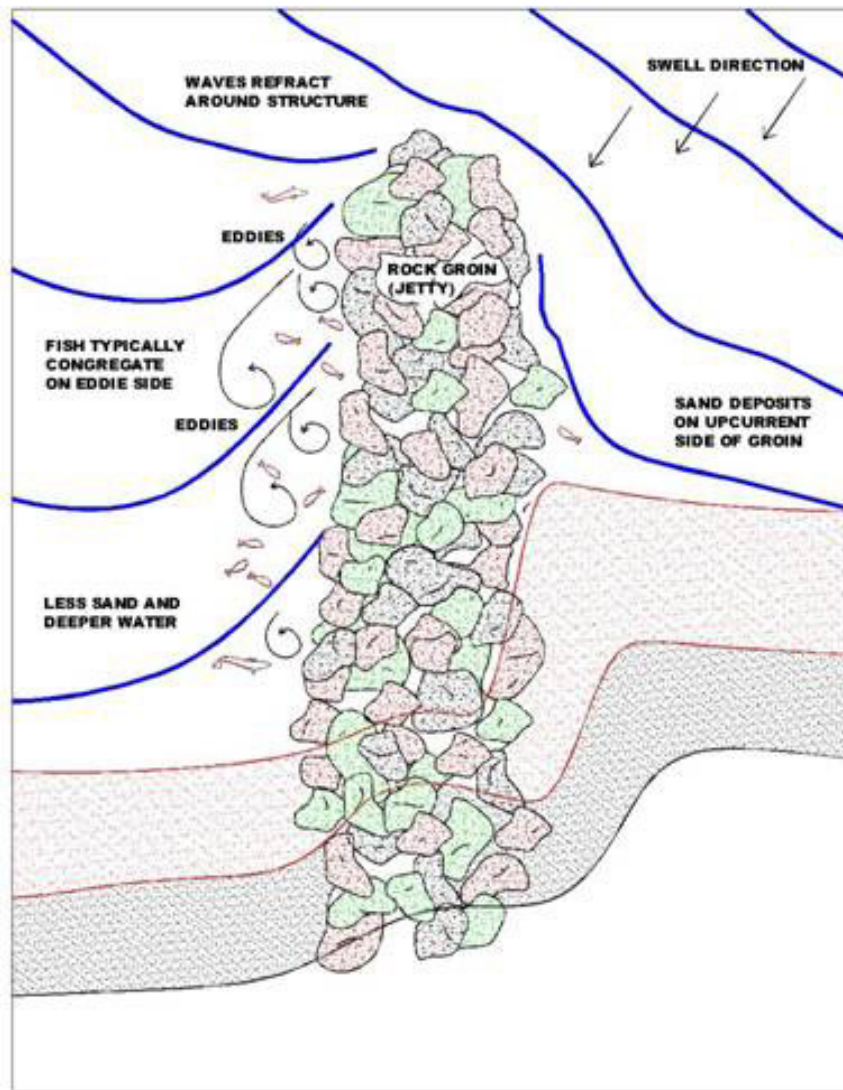 WAVES REFRACT
AROUND STRUCTURE
SWELL DIRECTION
EDDIES
ROCK GROIN
(JETTY)
FISH TYPICALLY
CONGREGATE
ON EDDIE SIDE
EDDIES
SAND DEPOSITS
ON UPCURRENT
SIDE OF GROIN
LESS SAND AND
DEEPER WATER